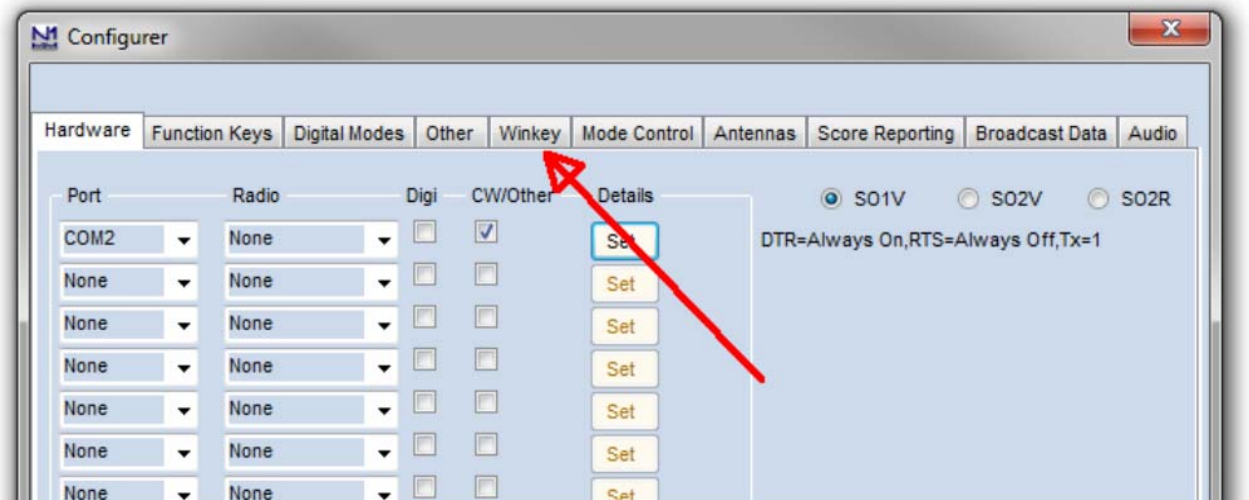 N1 Configurer X
Hardware Function Keys Digital Modes Other Winkey Mode Control Antennas Score Reporting Broadcast Data Audio
Port Radio Digi CW/Other Details SO1V SO2V SO2R
COM2 None Set DTR=Always On,RTS=Always Off,Tx=1
None None Set
None None Set
None None Set
None None Set
None None Set
None None Set